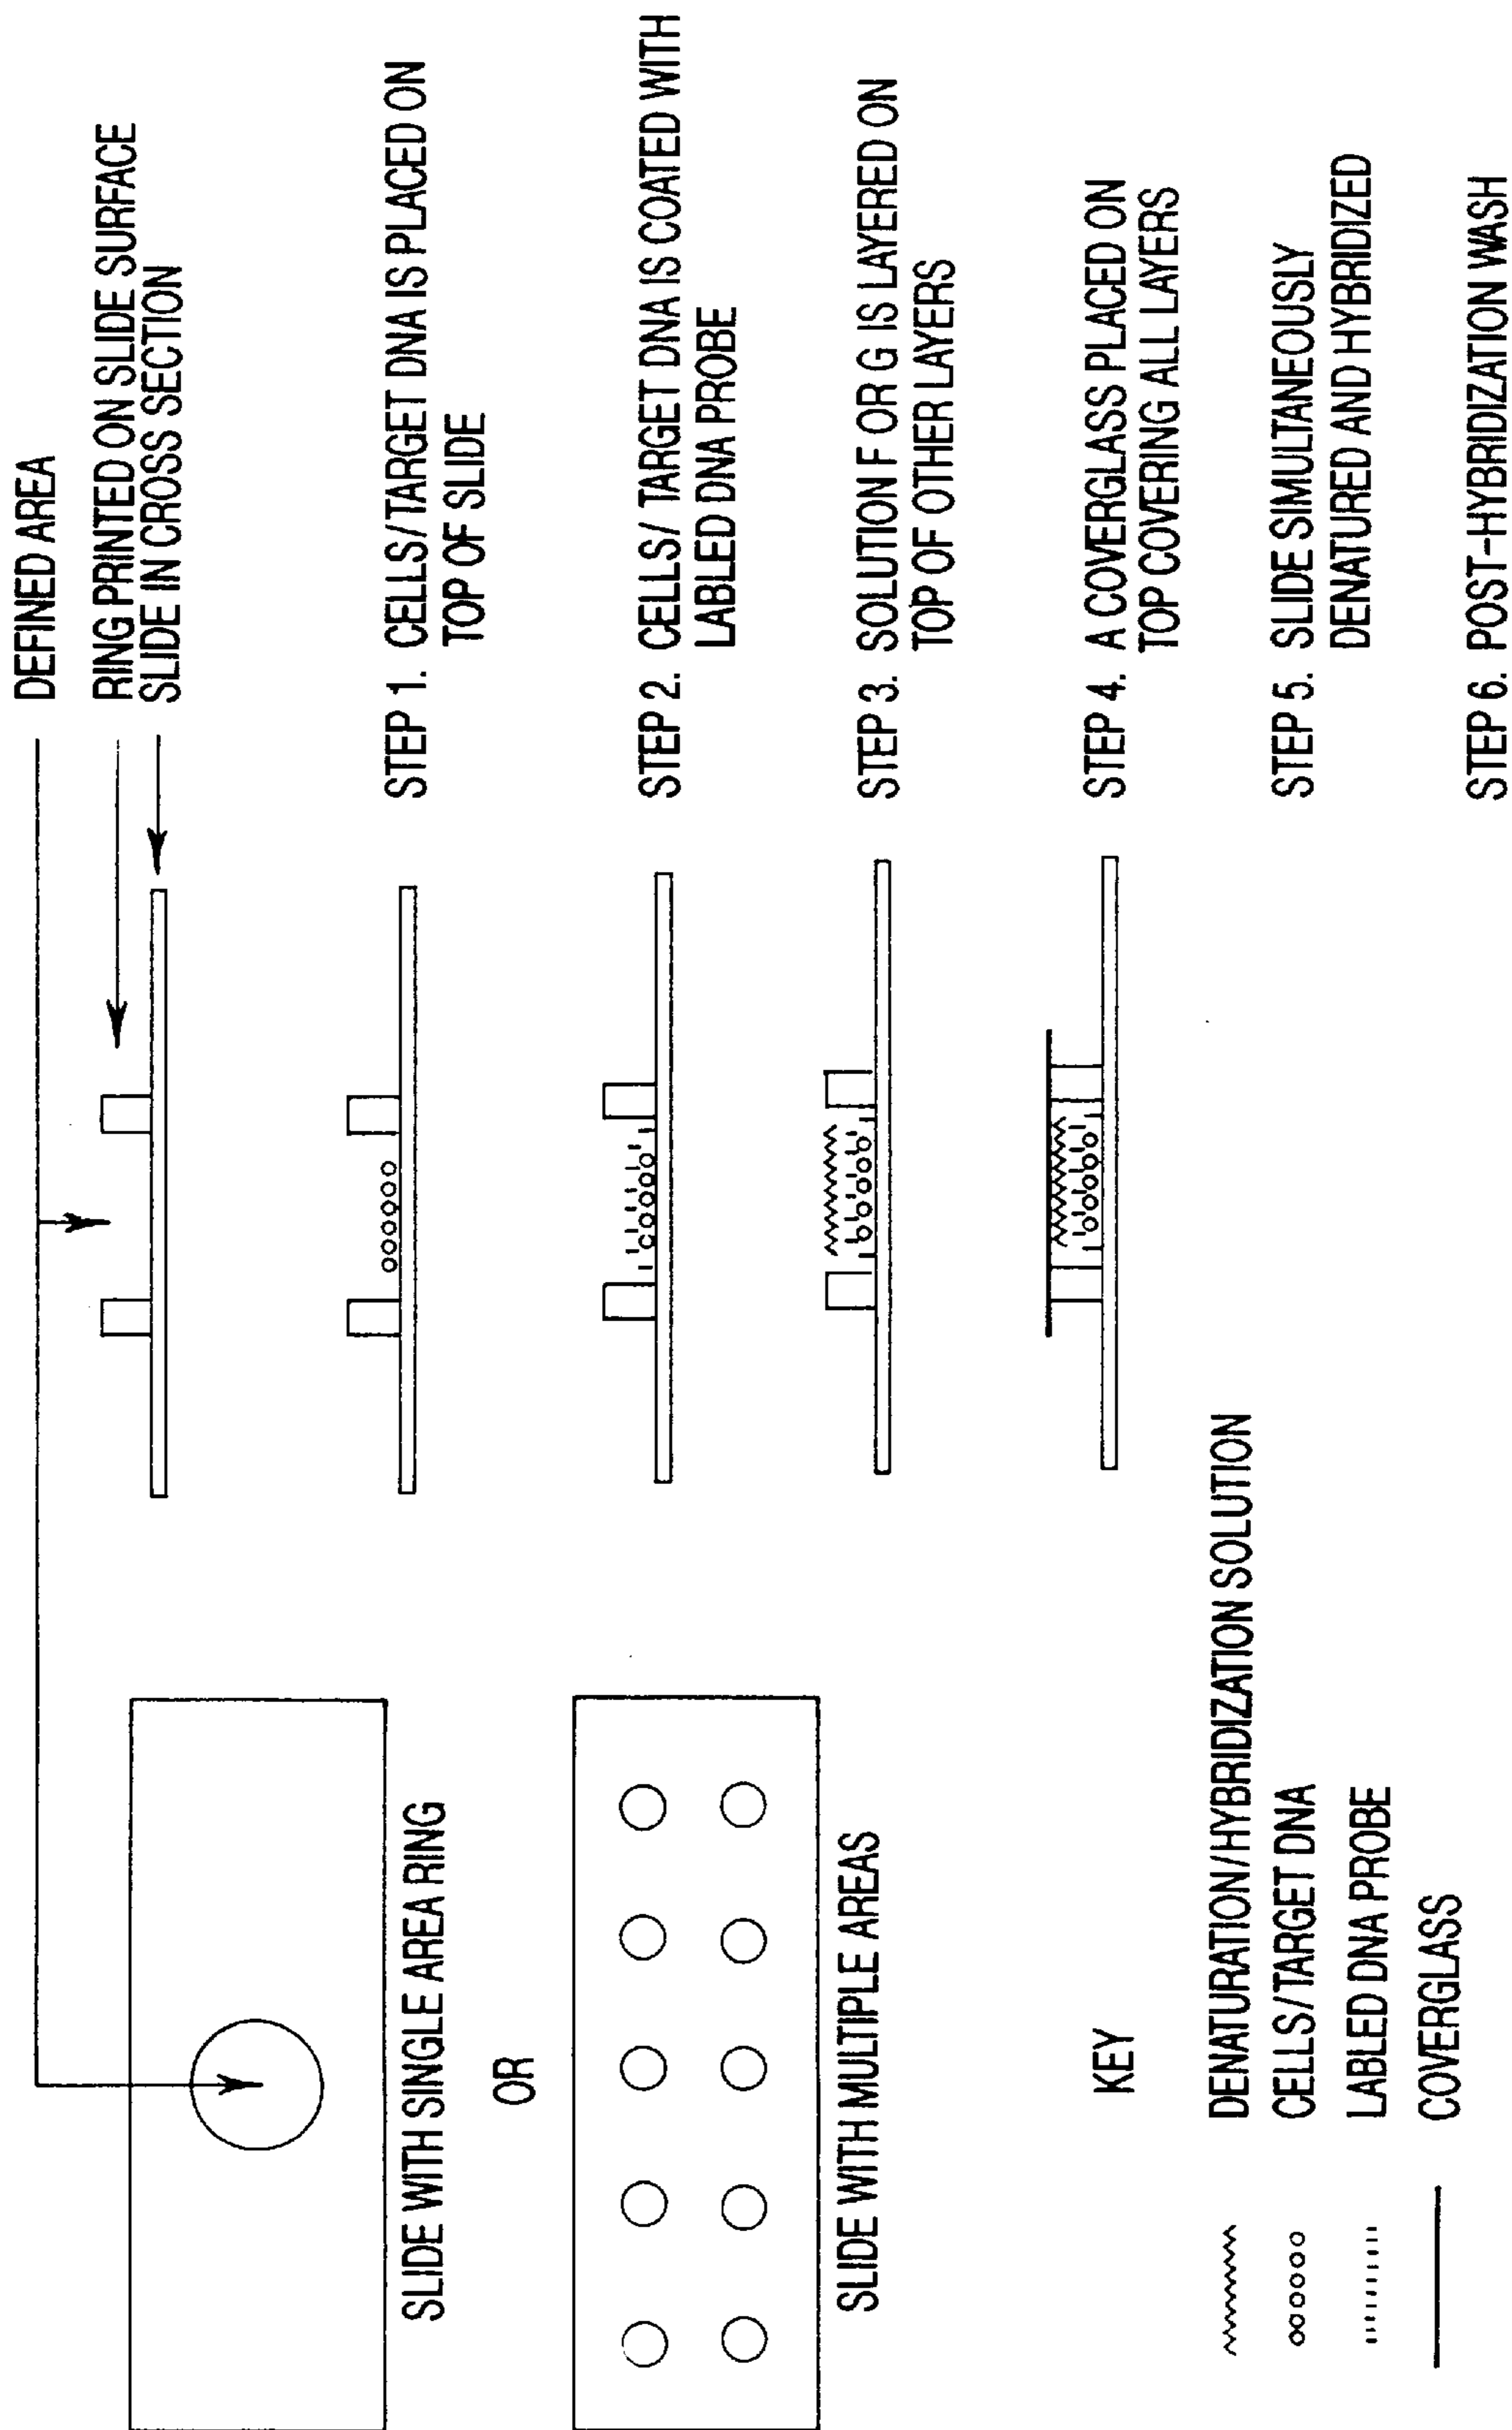 DEFINED AREA
RING PRINTED ON SLIDE SURFACE
SLIDE IN CROSS SECTION
SLIDE WITH SINGLE AREA RING
OR
SLIDE WITH MULTIPLE AREAS
STEP 1. CELLS/TARGET DNA IS PLACED ON
TOP OF SLIDE
STEP 2. CELLS/ TARGET DNA IS COATED WITH
LABLED DNA PROBE
STEP 3. SOLUTION F OR G IS LAYERED ON
TOP OF OTHER LAYERS
STEP 4. A COVERGLASS PLACED ON
TOP COVERING ALL LAYERS
STEP 5. SLIDE SIMULTANEOUSLY
DENATURED AND HYBRIDIZED
STEP 6. POST-HYBRIDIZATION WASH
KEY
DENATURATION/HYBRIDIZATION SOLUTION
CELLS/TARGET DNA
LABLED DNA PROBE
COVERGLASS